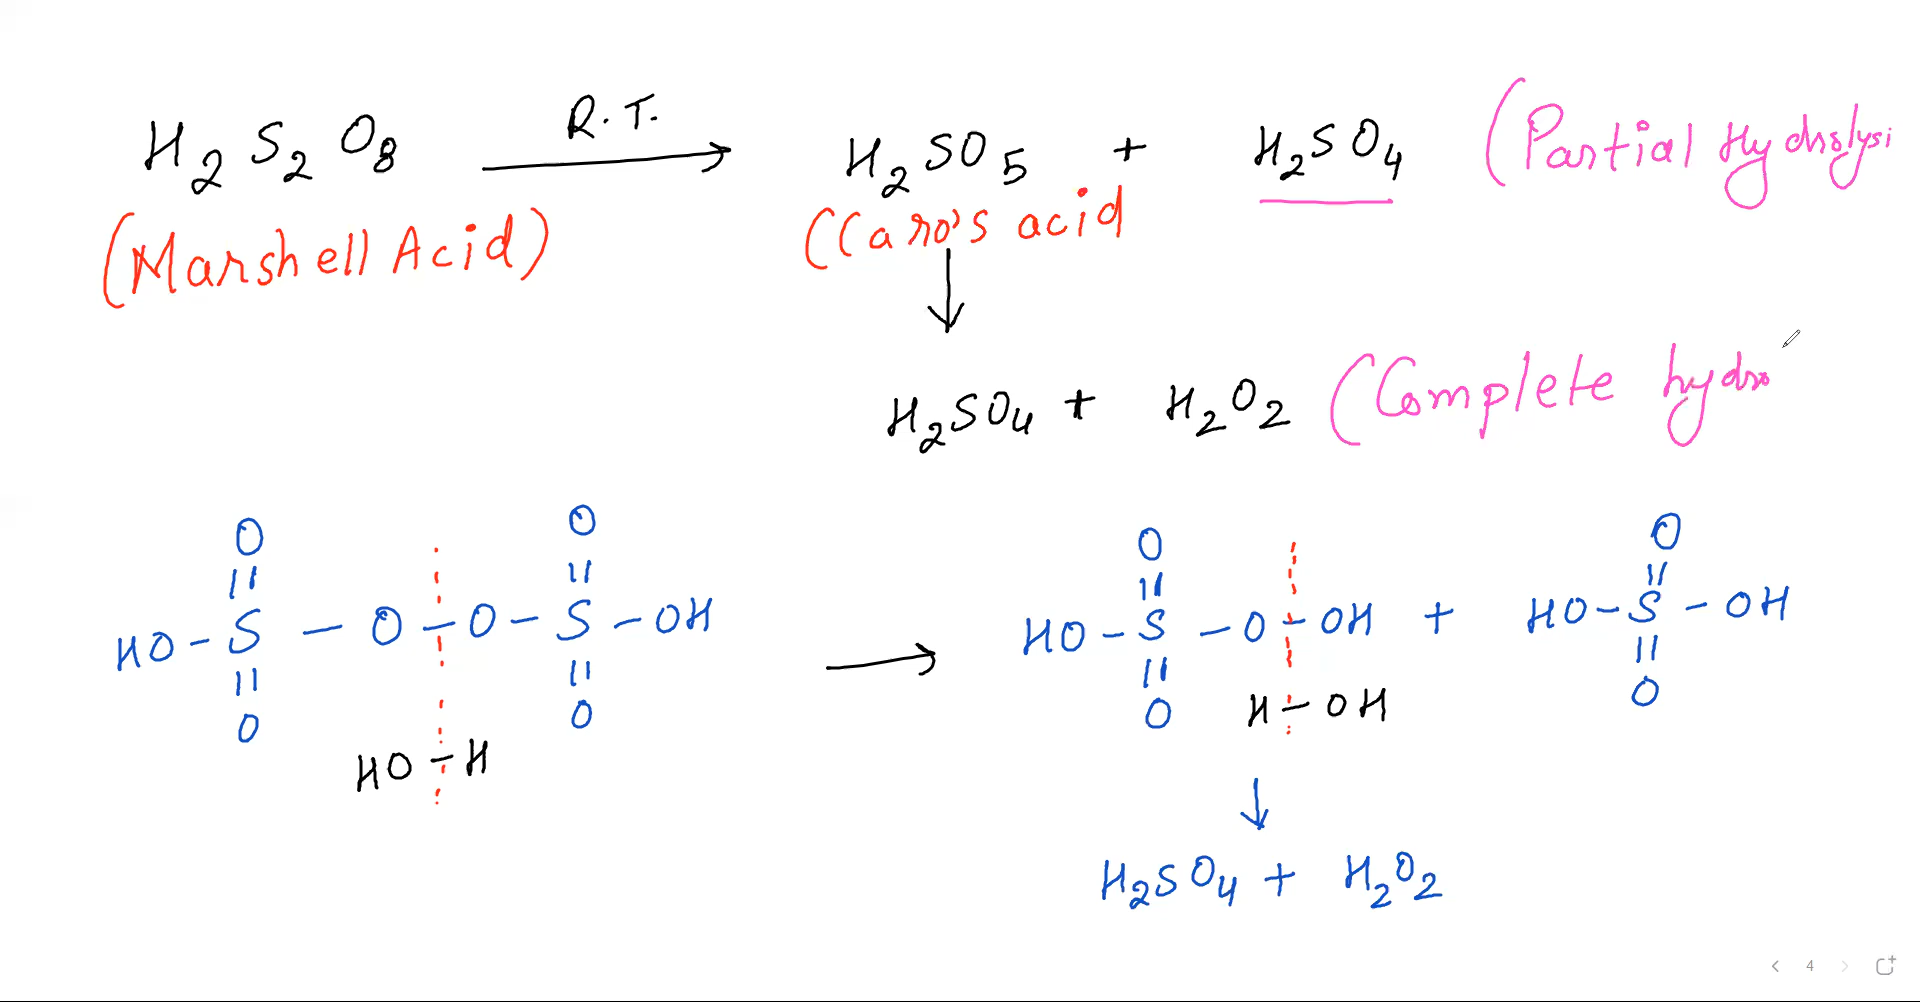 R.T.
H2S2O8 → H2SO5 + H2SO4 (Partial Hydrolysi
(Marshell Acid) (Caro's acid
↓
H2SO4 + H2O2 (Complete hydro
O O O O
|| || || ||
HO - S - O - O - S - OH → HO - S - O - OH + HO - S - OH
|| || || ||
O O O O
HO - H H - OH
↓
H2SO4 + H2O2
4